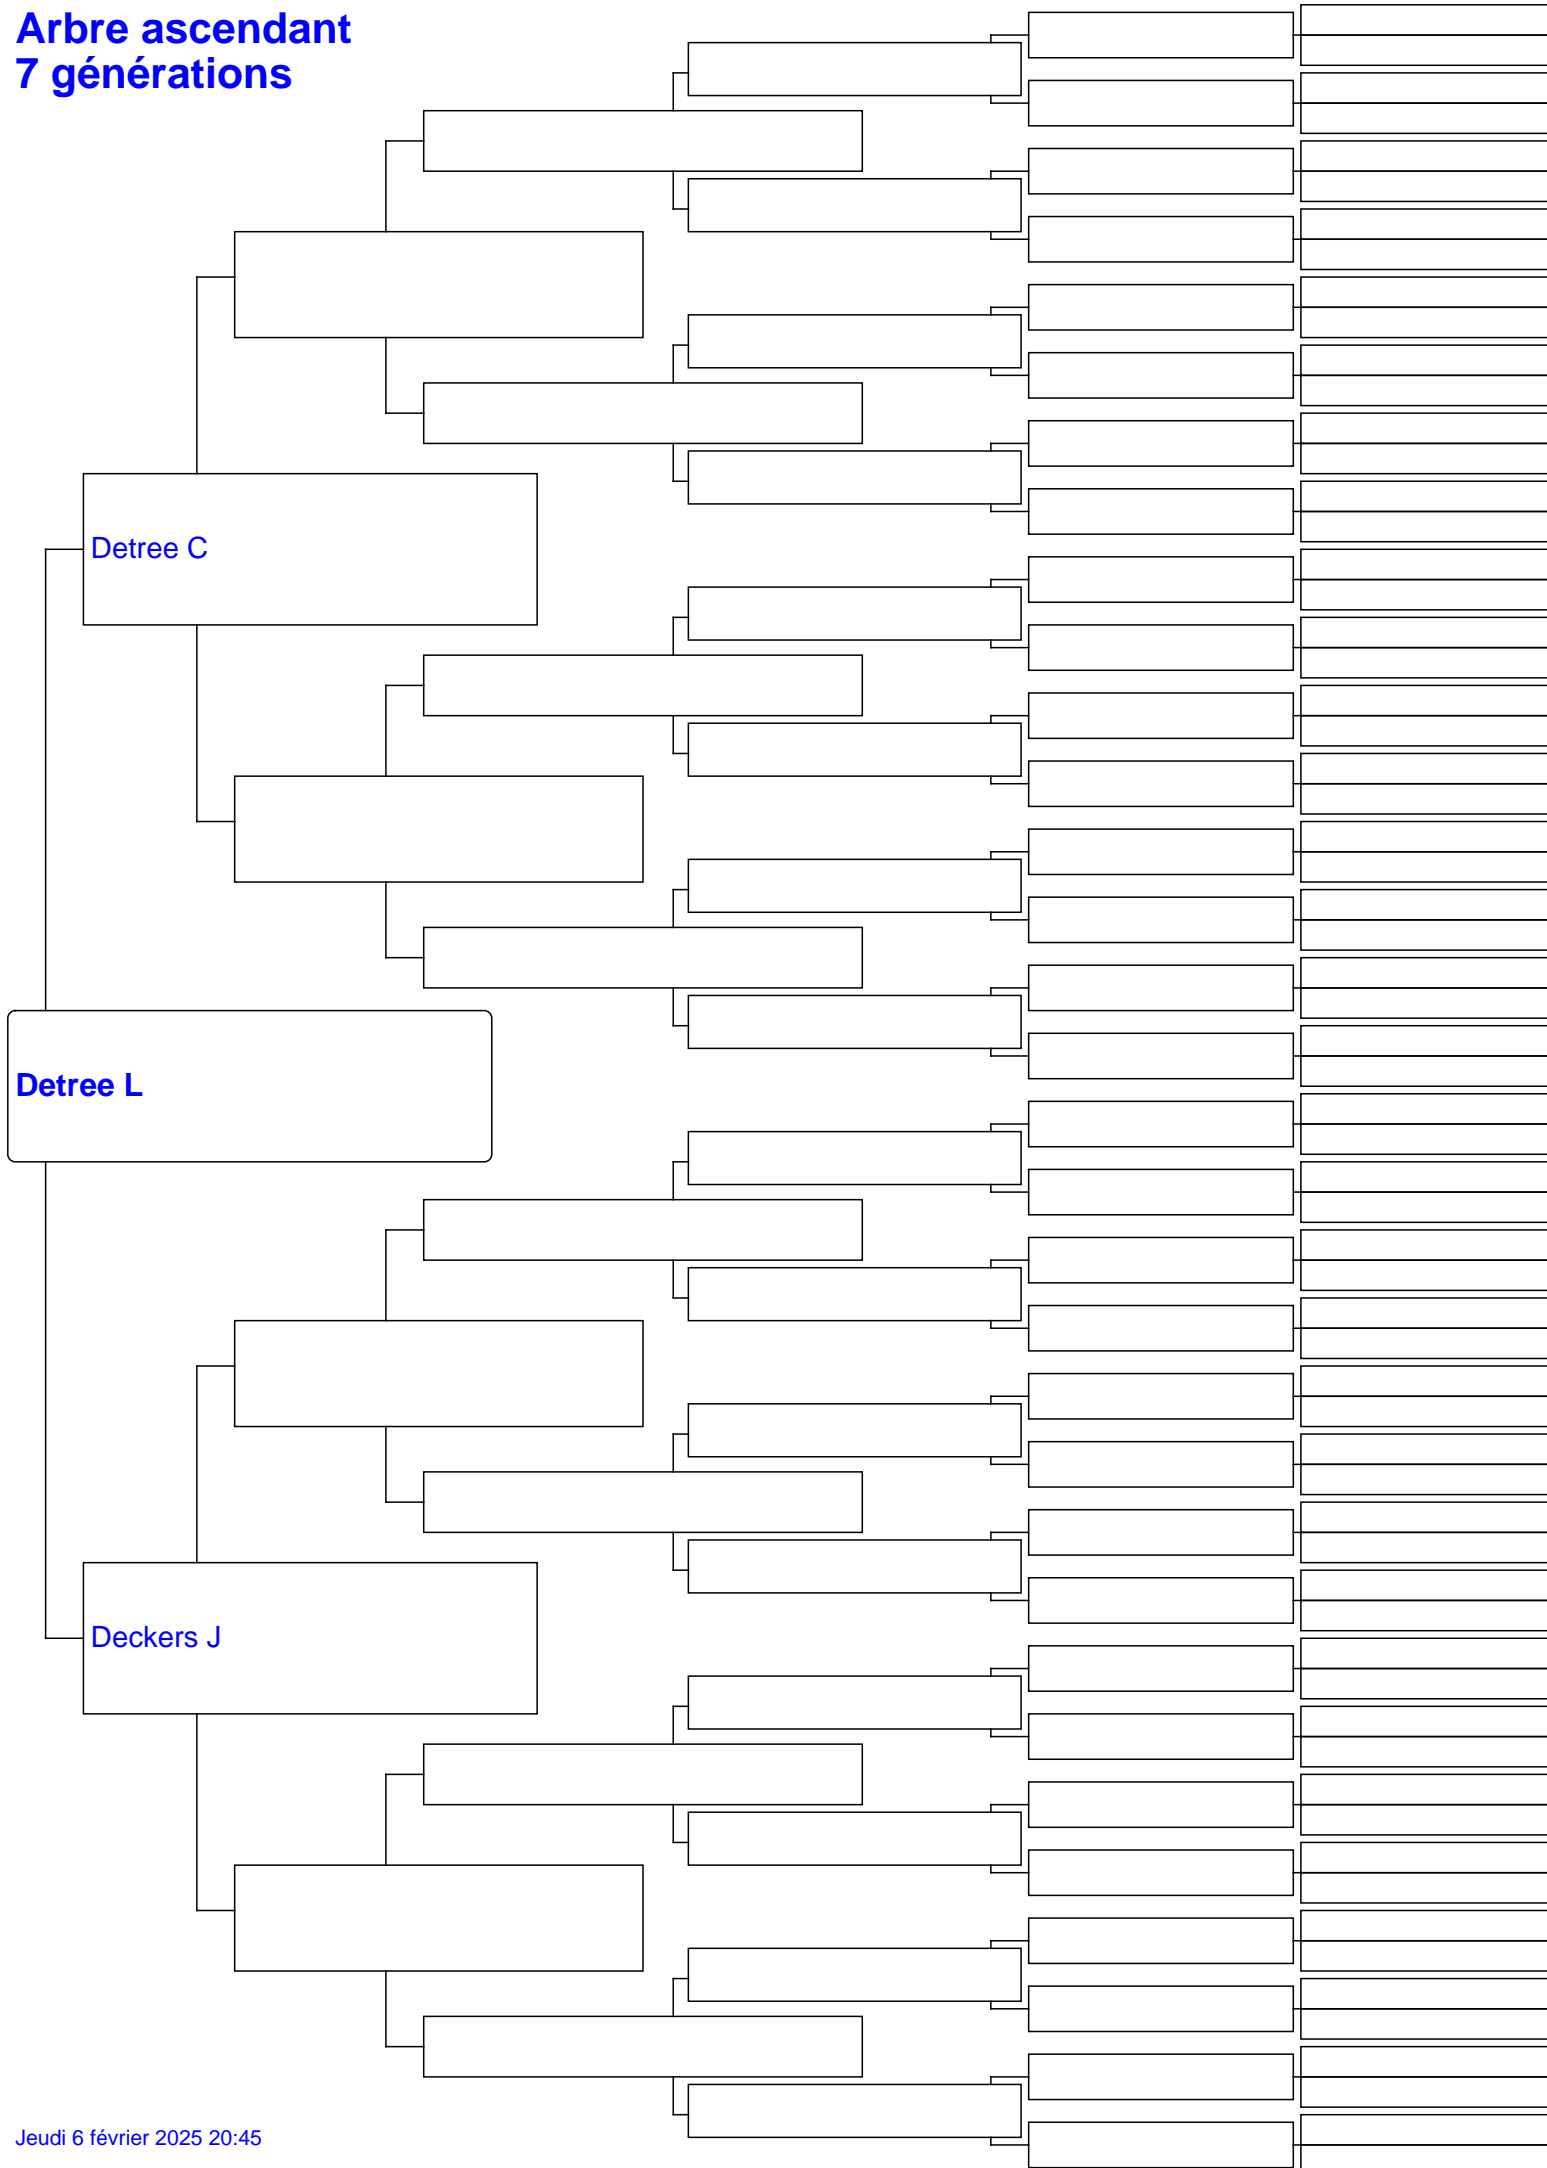 Arbre ascendant
7 générations
Detree C
Detree L
Deckers J
Jeudi 6 février 2025 20:45